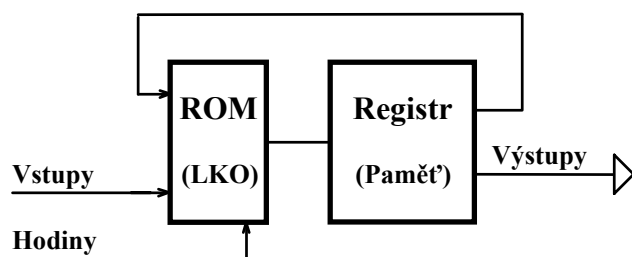 ROM
(LKO)
Registr
(Paměť)
Vstupy
Výstupy
Hodiny